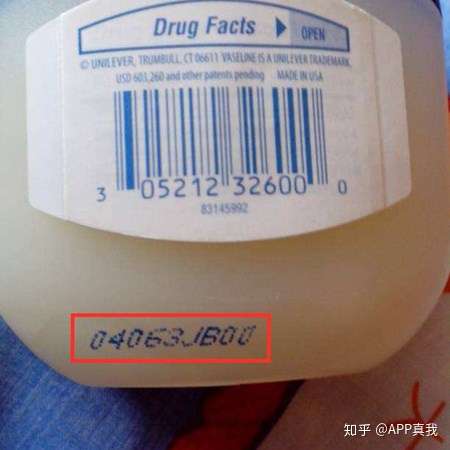 Drug Facts OPEN
© UNILEVER, TRUMBULL, CT 06611 VASELINE IS A UNILEVER TRADEMARK.
USD 603,260 and other patents pending MADE IN USA
3 05212 32600 0
83145992
04063JB00
知乎 @APP真我